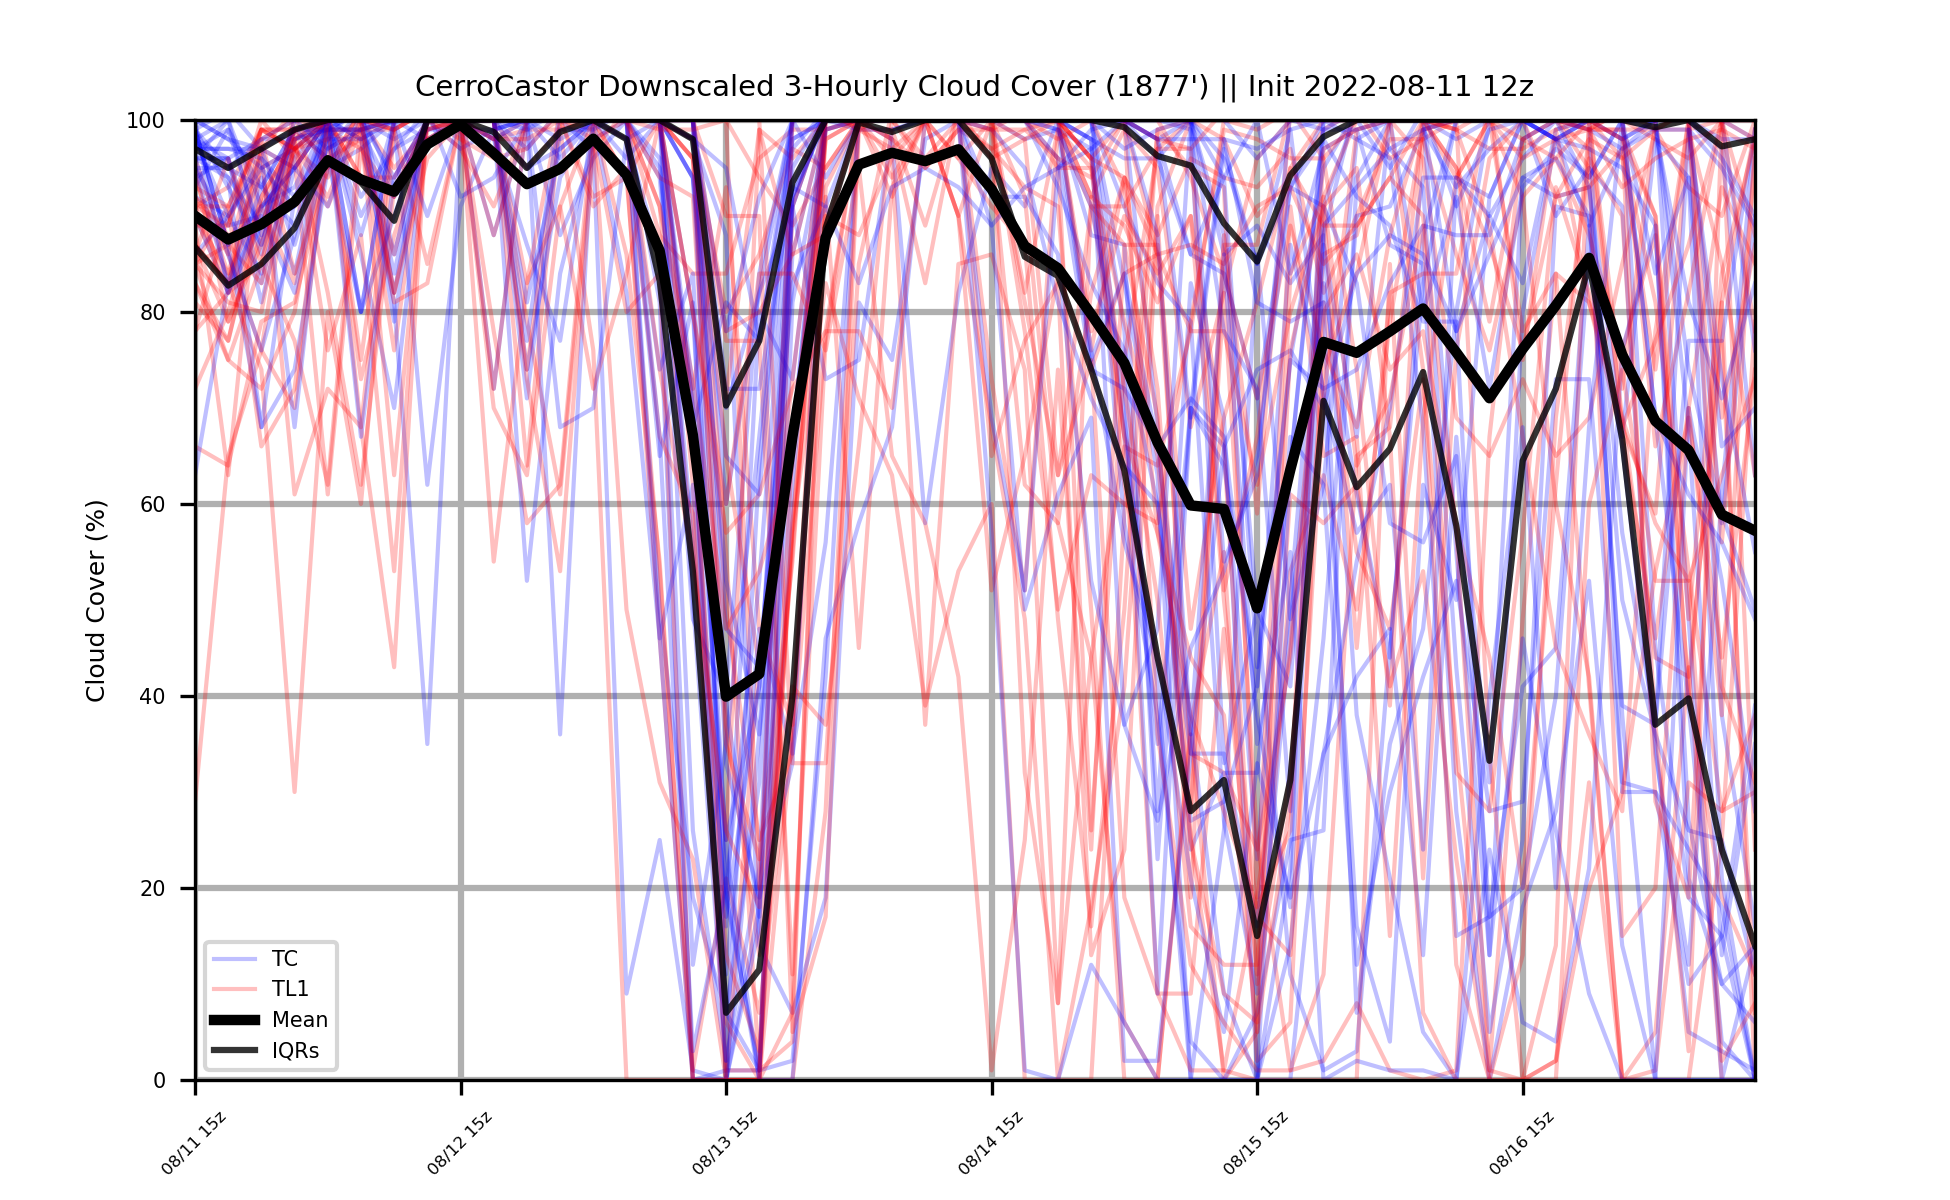 CerroCastor Downscaled 3-Hourly Cloud Cover (1877') || Init 2022-08-11 12z
Cloud Cover (%)
100
80
60
40
20
0
TC
TL1
Mean
IQRs
08/11 15z
08/12 15z
08/13 15z
08/14 15z
08/15 15z
08/16 15z